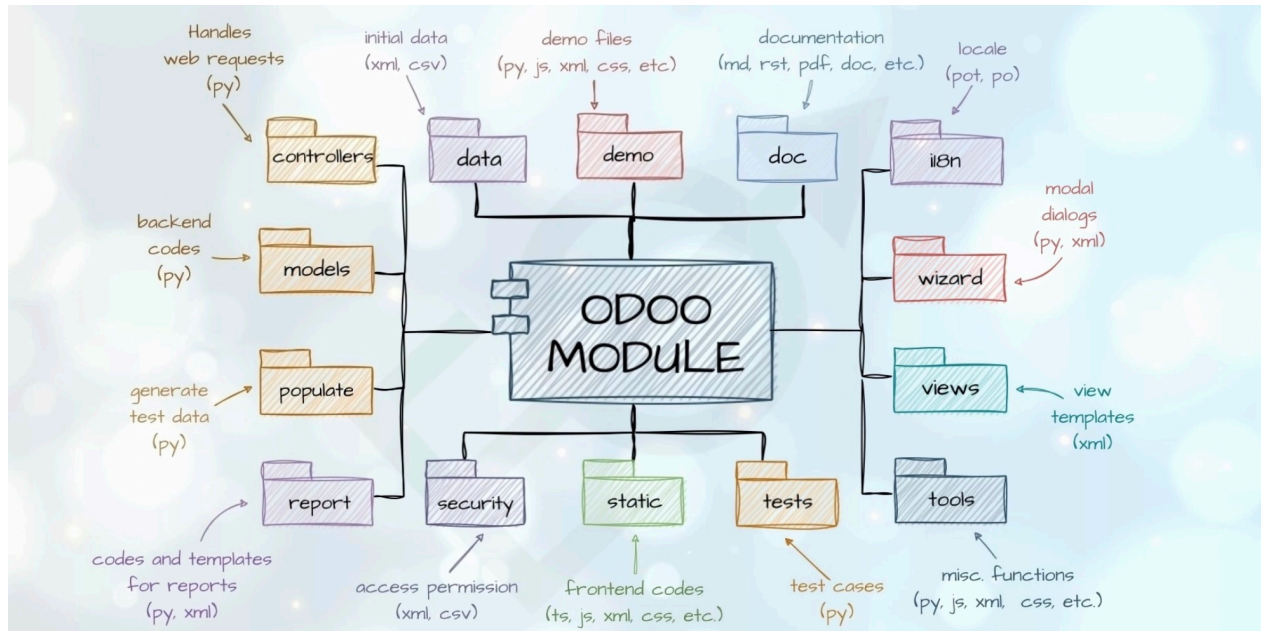 Handles
web requests
(py)
initial data
(xml, csv)
demo files
(py, js, xml, css, etc)
documentation
(md, rst, pdf, doc, etc.)
locale
(pot, po)
controllers
data
demo
doc
i18n
modal
dialogs
(py, xml)
backend
codes
(py)
models
wizard
ODOO
MODULE
generate
test data
(py)
populate
views
view
templates
(xml)
report
security
static
tests
tools
codes and templates
for reports
(py, xml)
access permission
(xml, csv)
frontend codes
(ts, js, xml, css, etc.)
test cases
(py)
misc. functions
(py, js, xml, css, etc.)